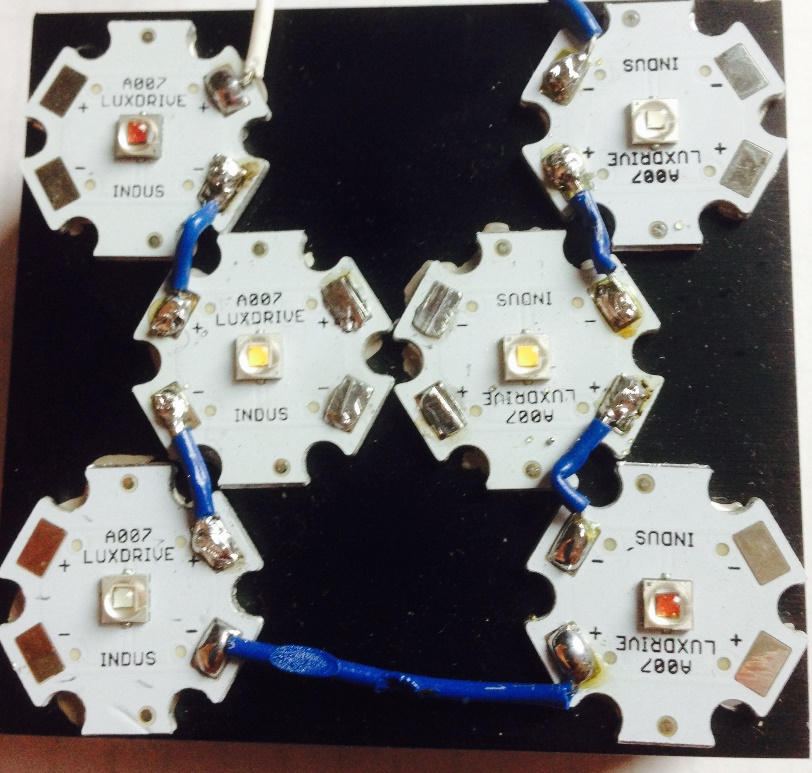 A007
LUXDRIVE
+ +
- -
INDUS
INDUS
- -
+ +
LUXDRIVE
A007
A007
LUXDRIVE
+ +
- -
INDUS
INDUS
- -
+ +
LUXDRIVE
A007
A007
LUXDRIVE
+ +
- -
INDUS
INDUS
- -
+ +
LUXDRIVE
A007